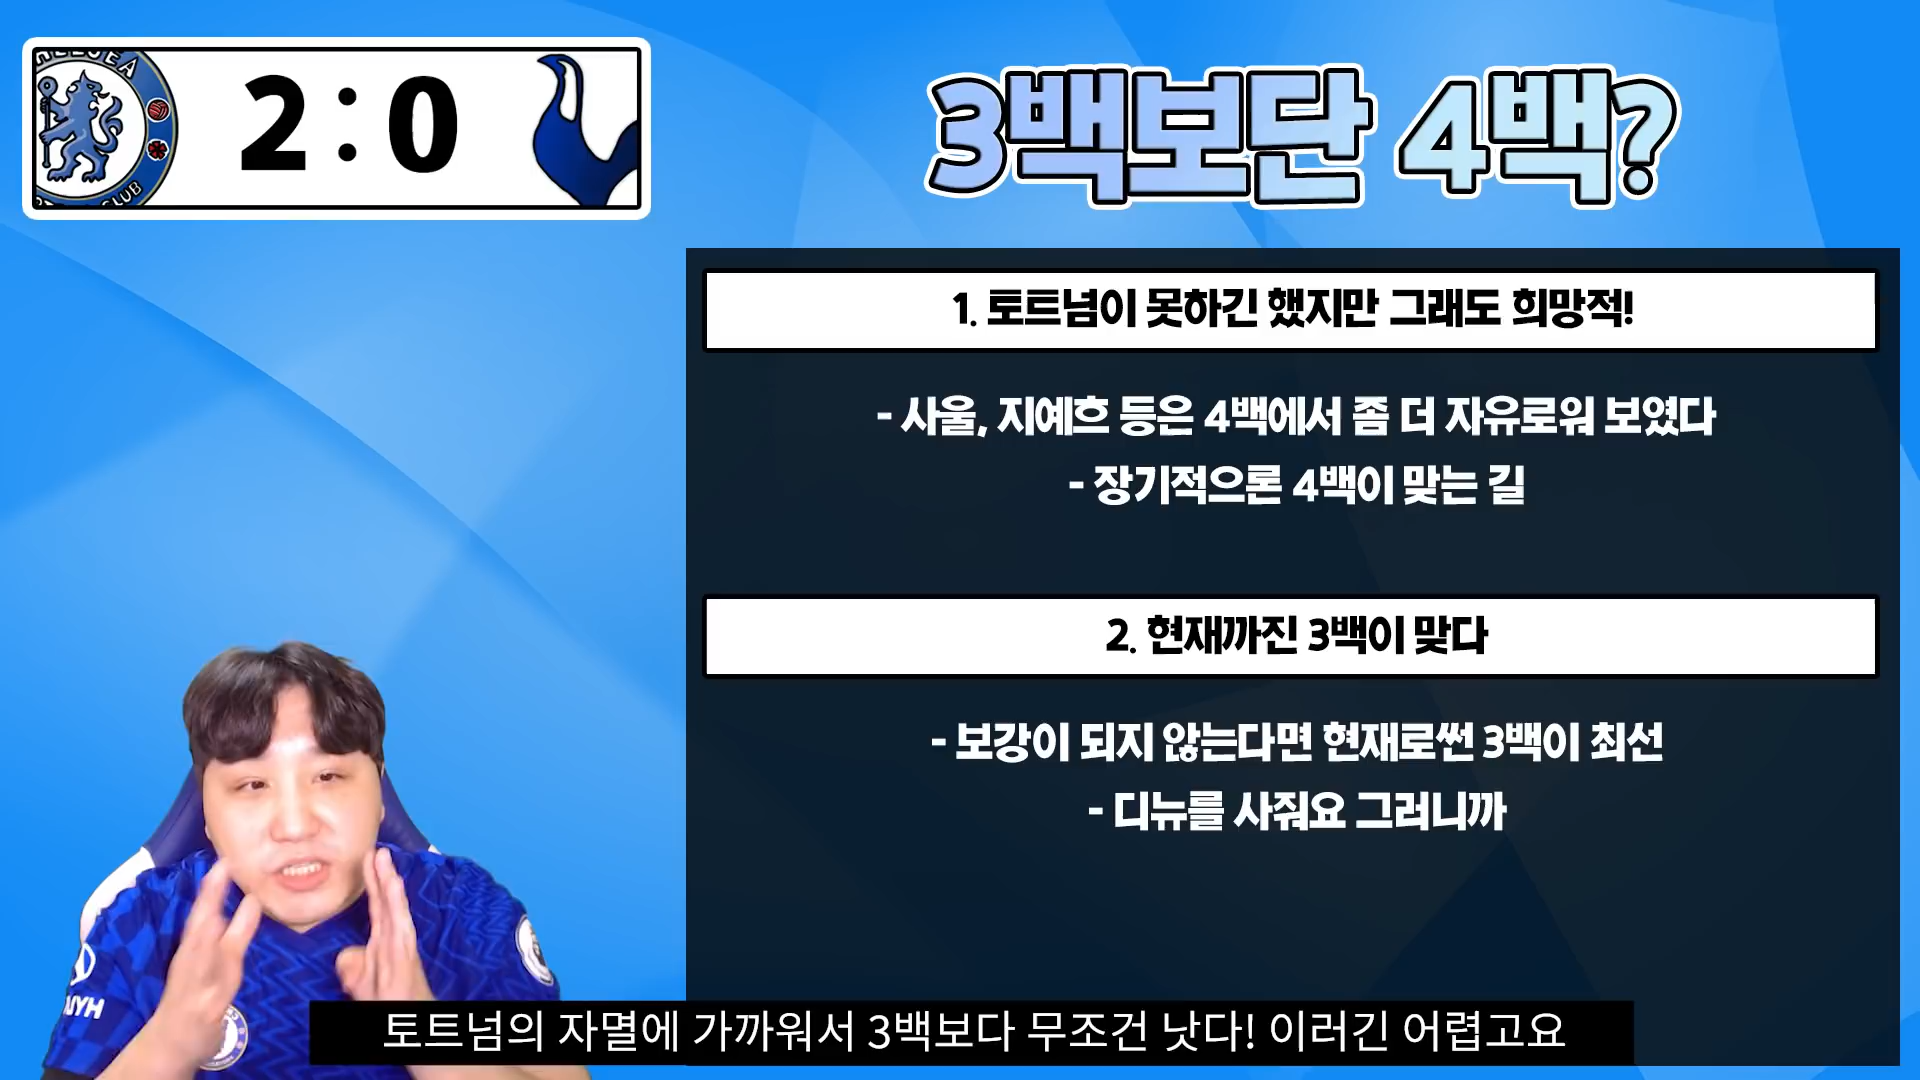 CHELSEA
CLUB
2:0
3백보단 4백?
1. 토트넘이 못하긴 했지만 그래도 희망적!
- 사울, 지예흐 등은 4백에서 좀 더 자유로워 보였다
- 장기적으론 4백이 맞는 길
2. 현재까진 3백이 맞다
- 보강이 되지 않는다면 현재로썬 3백이 최선
- 디뉴를 사줘요 그러니까
토트넘의 자멸에 가까워서 3백보다 무조건 낫다! 이러긴 어렵고요